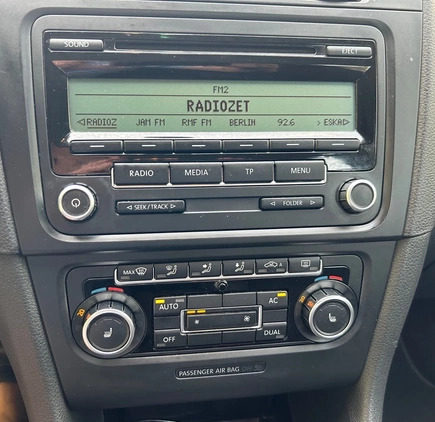 SOUND
EJECT
FM2
RADIOZET
◁RADIOZ JAM FM RMF FM BERLIN 92.6 >ESKA▷
RADIO MEDIA TP MENU
◁ SEEK/TRACK ▷ ◁ FOLDER ▷
MAX A
AUTO AC
OFF DUAL
20
PASSENGER AIR BAG